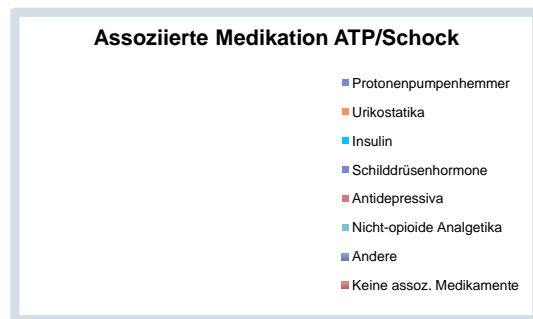 Assoziierte Medikation ATP/Schock
Protonenpumpenhemmer
Urikostatika
Insulin
Schilddrüsenhormone
Antidepressiva
Nicht-opioide Analgetika
Andere
Keine assoz. Medikamente